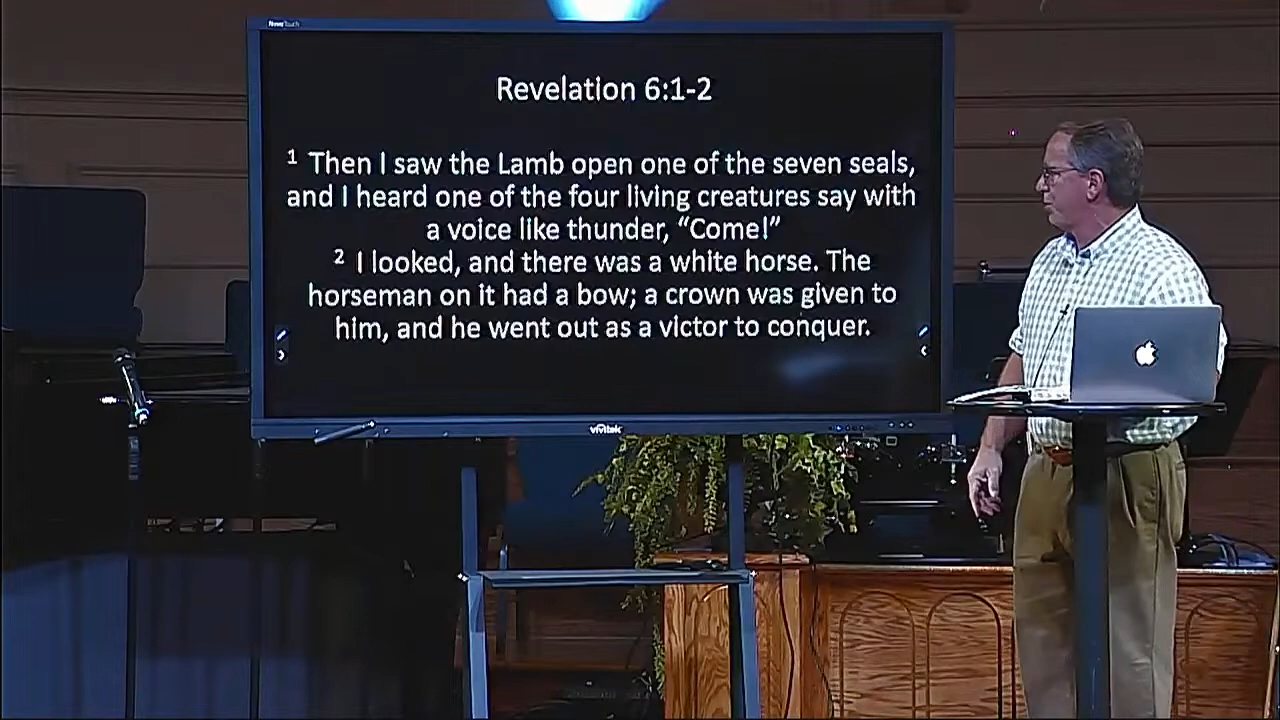 NovoTouch
Revelation 6:1-2
1 Then I saw the Lamb open one of the seven seals,
and I heard one of the four living creatures say with
a voice like thunder, “Come!”
2 I looked, and there was a white horse. The
horseman on it had a bow; a crown was given to
him, and he went out as a victor to conquer.
vivitek